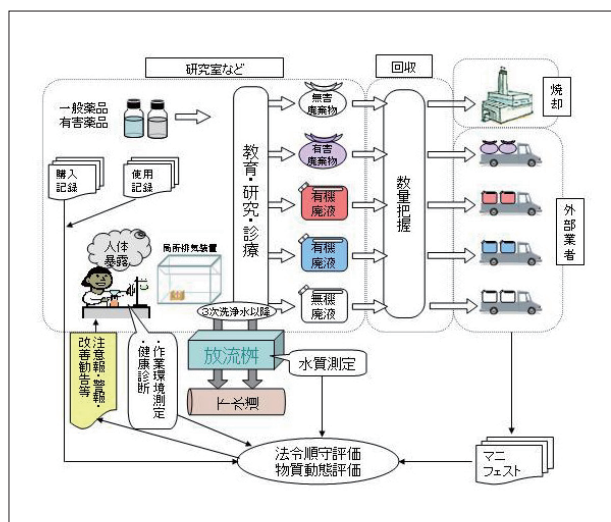 研究室など
回収
一般薬品
有害薬品
無害
廃棄物
焼却
購入
記録
使用
記録
教育・研究・診療
有害
廃棄物
数量把握
有機
廃液
外部業者
人体
暴露
局所排気装置
有機
廃液
無機
廃液
3次洗浄水以降
放流桝
水質測定
下水道
注意報・警報・
改善勧告等
・作業環境測定
・健康診断
法令順守評価
物質動態評価
マニ
フェスト